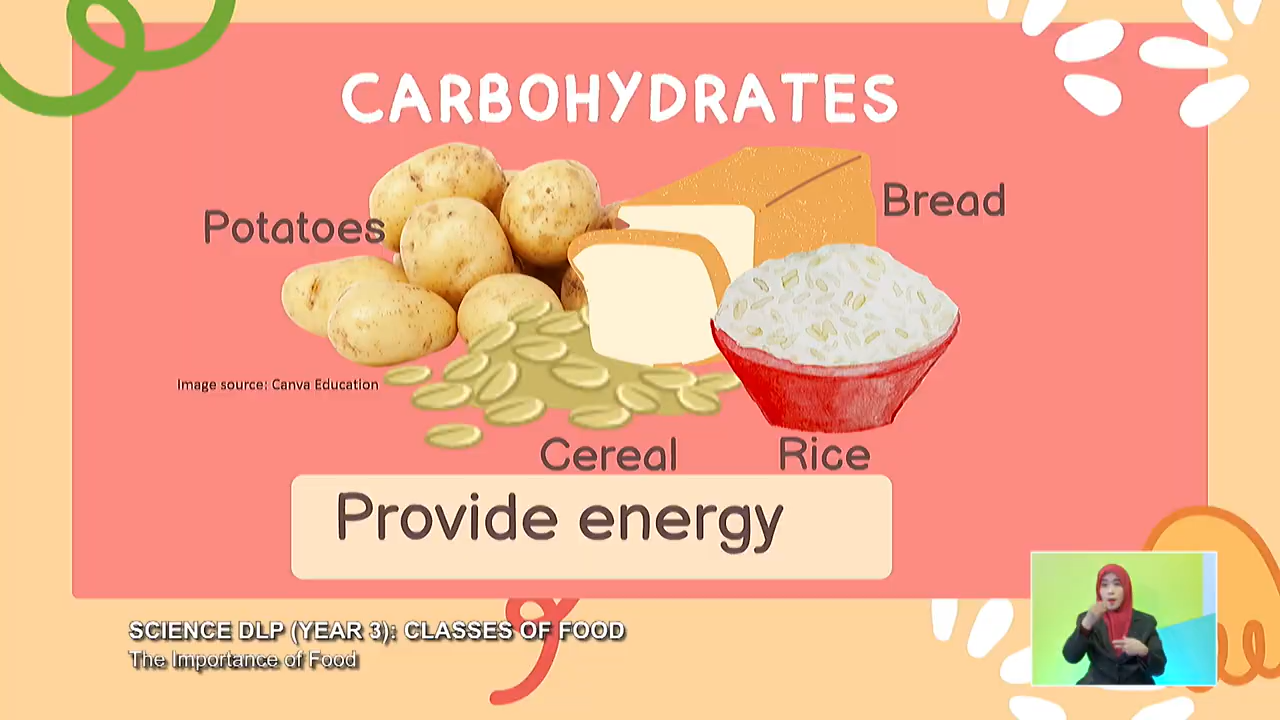 CARBOHYDRATES
Potatoes
Bread
Image source: Canva Education
Cereal
Rice
Provide energy
SCIENCE DLP (YEAR 3): CLASSES OF FOOD
The Importance of Food